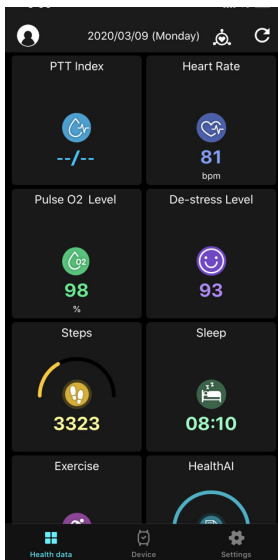 2020/03/09 (Monday)
PTT Index
Heart Rate
--/--
81
bpm
Pulse O2 Level
De-stress Level
O2
98
%
93
Steps
Sleep
3323
08:10
Exercise
HealthAI
Health data
Device
Settings